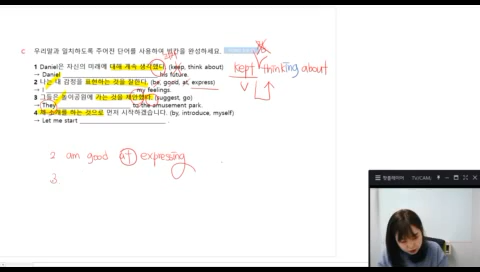 C 우리말과 일치하도록 주어진 단어를 사용하여 빈칸을 완성하세요.
1 Daniel은 자신의 미래에 대해 계속 생각했다. (keep, think about)
→ Daniel ____ his future.
2 나는 내 감정을 표현하는 것을 잘한다. (be, good, at, express)
→ I ____ my feelings.
3 그들은 놀이공원에 가는 것을 제안했다. (suggest, go)
→ They ____ to the amusement park.
4 제 소개를 하는 것으로 먼저 시작하겠습니다. (by, introduce, myself)
→ Let me start ____.
kept thinking about
2 am good at expressing
3.